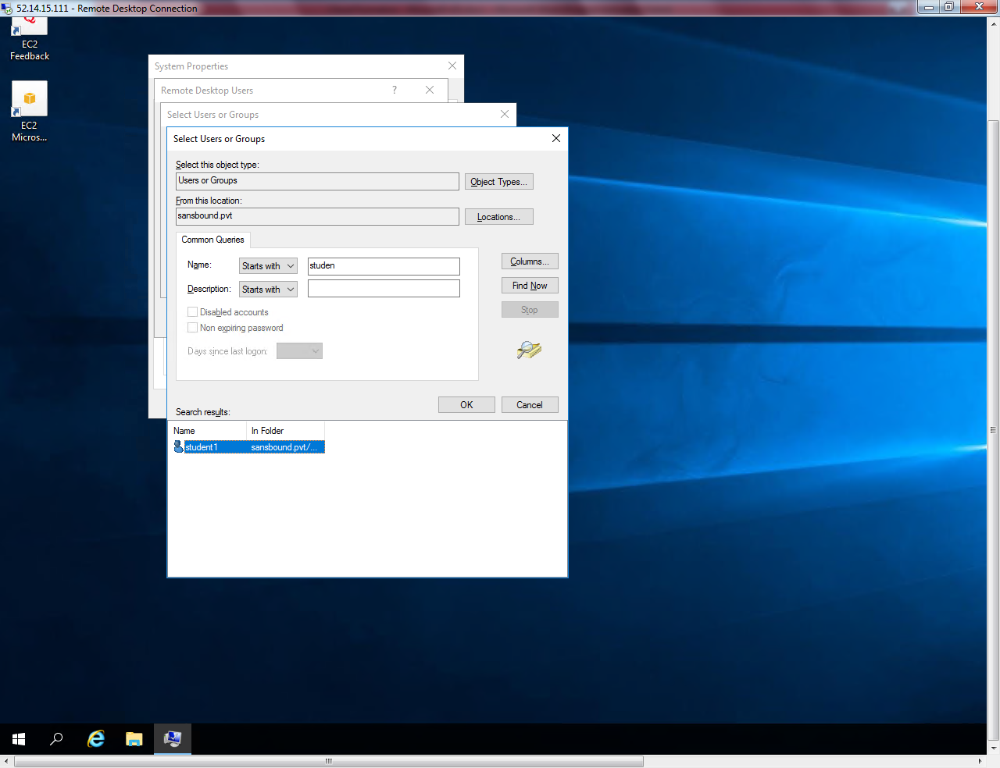 52.14.15.111 - Remote Desktop Connection
EC2
Feedback
EC2
Micros...
System Properties
Remote Desktop Users
?
Select Users or Groups
Select Users or Groups
Select this object type:
Users or Groups
Object Types...
From this location:
sansbound.pvt
Locations...
Common Queries
Name:
Starts with
studen
Columns...
Description:
Starts with
Find Now
Disabled accounts
Stop
Non expiring password
Days since last logon:
OK
Cancel
Search results:
Name
In Folder
student1
sansbound.pvt/...